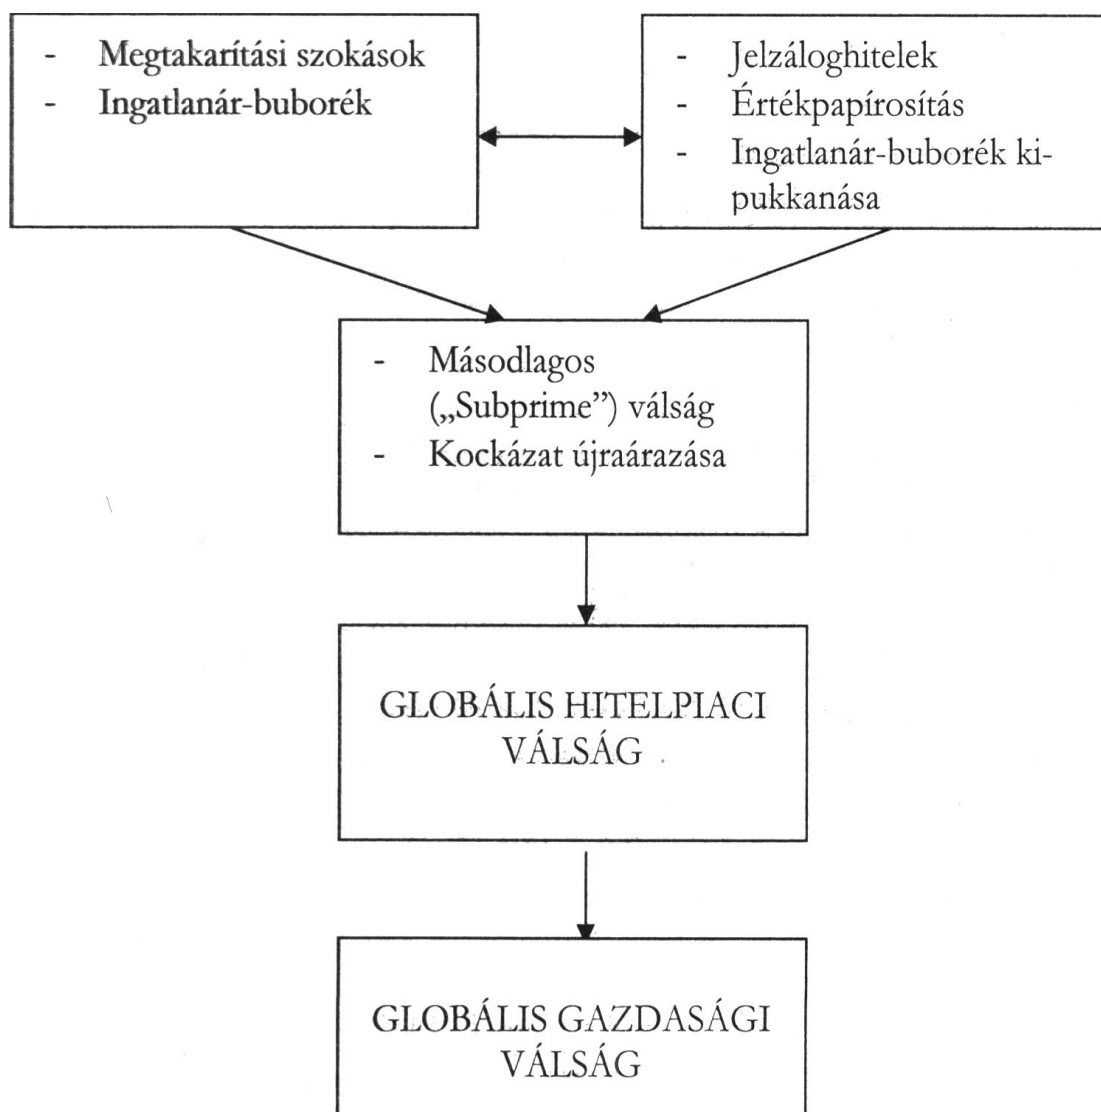 - Megtakarítási szokások
- Ingatlanár-buborék
- Jelzáloghitelek
- Értékpapírosítás
- Ingatlanár-buborék ki-
pukkanása
- Másodlagos
(„Subprime”) válság
- Kockázat újraárazása
GLOBÁLIS HITELPIACI
VÁLSÁG
GLOBÁLIS GAZDASÁGI
VÁLSÁG